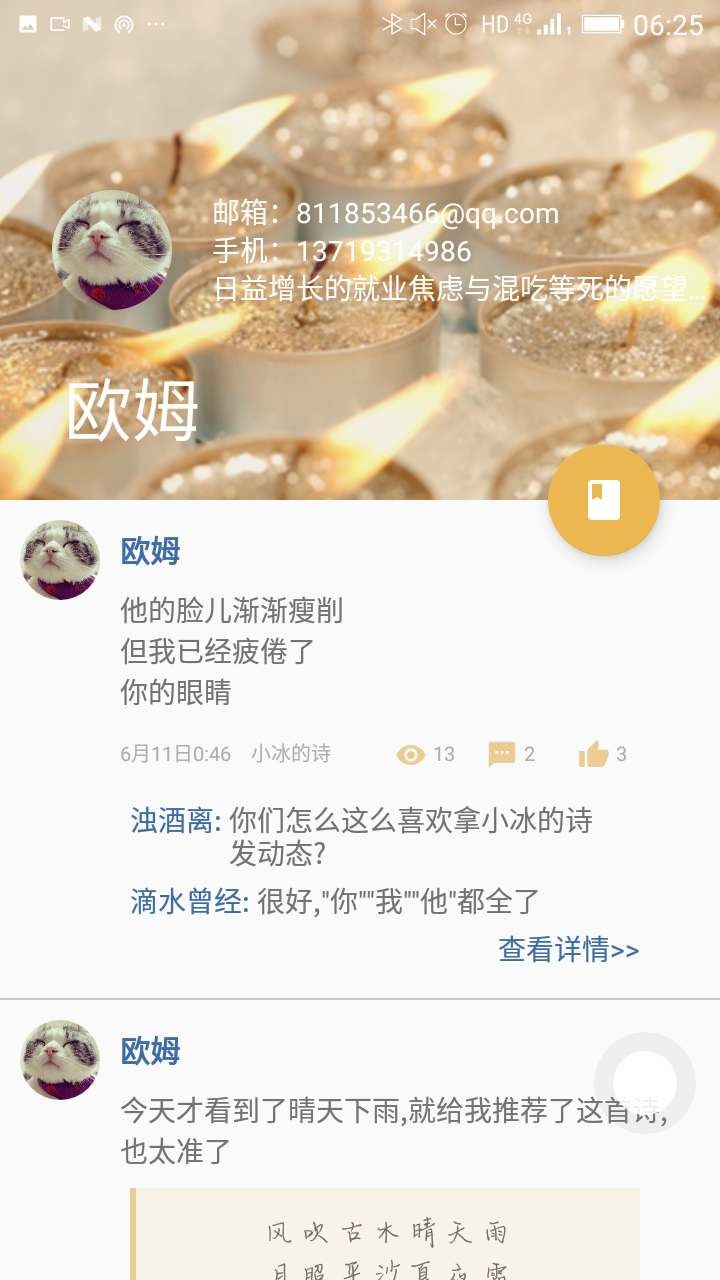 HD 4G 06:25
邮箱：811853466@qq.com
手机：13719314986
日益增长的就业焦虑与混吃等死的愿望...
欧姆
欧姆
他的脸儿渐渐瘦削
但我已经疲倦了
你的眼睛
6月11日0:46 小冰的诗 13 2 3
浊酒离: 你们怎么这么喜欢拿小冰的诗
发动态?
滴水曾经: 很好,"你""我""他"都全了
查看详情>>
欧姆
今天才看到了晴天下雨,就给我推荐了这首诗,
也太准了
风吹古木晴天雨
月照平沙夏夜霜